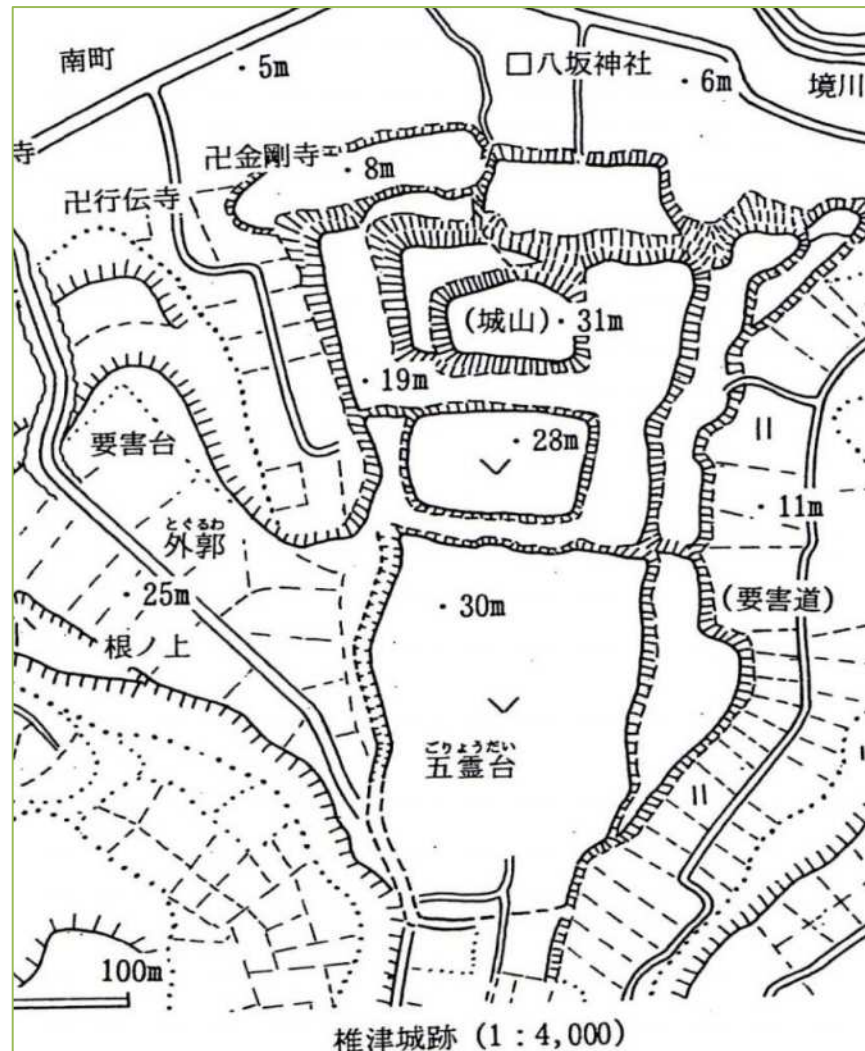 南町
・5m
八坂神社
・6m
境川
寺
卍金剛寺
・8m
卍行伝寺
(城山)・31m
・19m
要害台
・28m
とぐるわ
外郭
・11m
・25m
・30m
(要害道)
根ノ上
ごりょうだい
五霊台
100m
椎津城跡 (1:4,000)